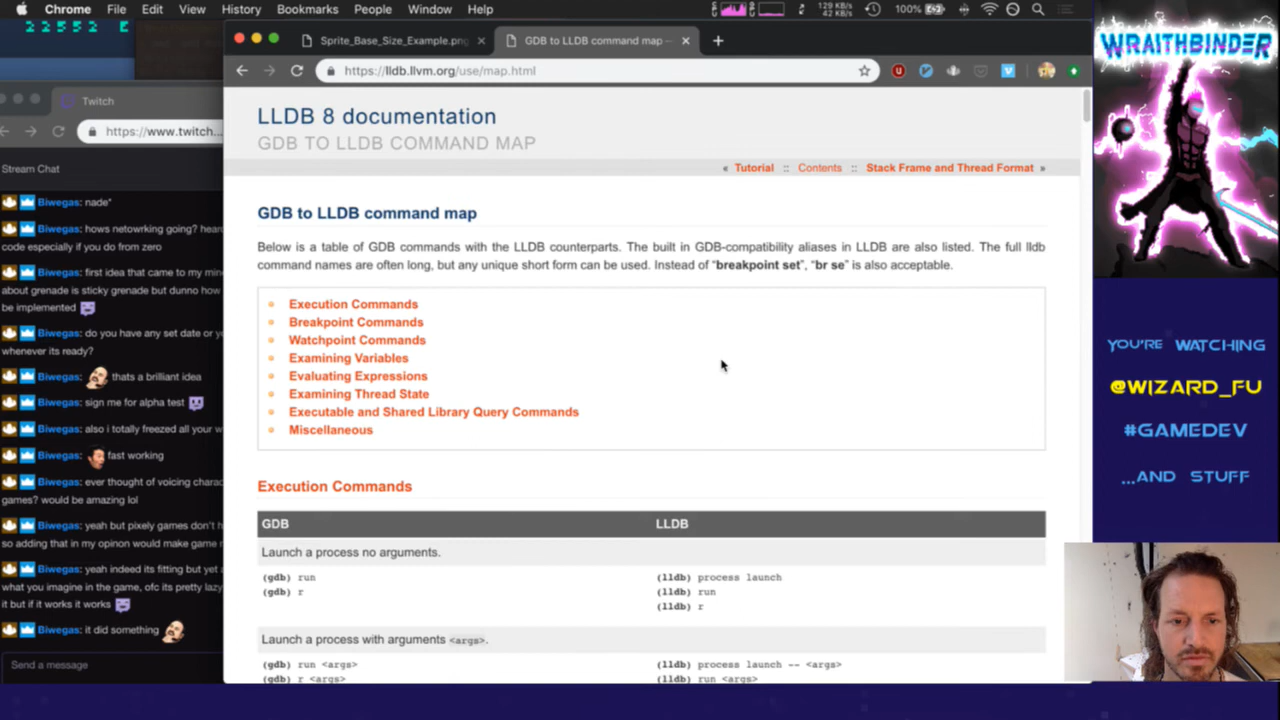 Chrome File Edit View History Bookmarks People Window Help
129 KB/s
42 KB/s
100%
22552 E
Sprite_Base_Size_Example.png
GDB to LLDB command map —
https://lldb.llvm.org/use/map.html
Twitch
https://www.twitch...
Stream Chat
Biwegas: nade*
Biwegas: hows netowrking going? hear
code especially if you do from zero
Biwegas: first idea that came to my min
about grenade is sticky grenade but dunno how
be implemented
Biwegas: do you have any set date or yo
whenever its ready?
Biwegas: thats a brilliant idea
Biwegas: sign me for alpha test
Biwegas: also i totally freezed all your w
Biwegas: fast working
Biwegas: ever thought of voicing charac
games? would be amazing lol
Biwegas: yeah but pixely games don't h
so adding that in my opinon would make game r
Biwegas: yeah indeed its fitting but yet a
what you imagine in the game, ofc its pretty lazy
it but if it works it works
Biwegas: it did something
Send a message
LLDB 8 documentation
GDB TO LLDB COMMAND MAP
« Tutorial :: Contents :: Stack Frame and Thread Format »
GDB to LLDB command map
Below is a table of GDB commands with the LLDB counterparts. The built in GDB-compatibility aliases in LLDB are also listed. The full lldb
command names are often long, but any unique short form can be used. Instead of “breakpoint set”, “br se” is also acceptable.
Execution Commands
Breakpoint Commands
Watchpoint Commands
Examining Variables
Evaluating Expressions
Examining Thread State
Executable and Shared Library Query Commands
Miscellaneous
Execution Commands
GDB LLDB
Launch a process no arguments.
(gdb) run (lldb) process launch
(gdb) r (lldb) run
(lldb) r
Launch a process with arguments <args>.
(gdb) run <args> (lldb) process launch -- <args>
(gdb) r <args> (lldb) run <args>
WRAITHBINDER
YOU'RE WATCHING
@WIZARD_FU
#GAMEDEV
...AND STUFF